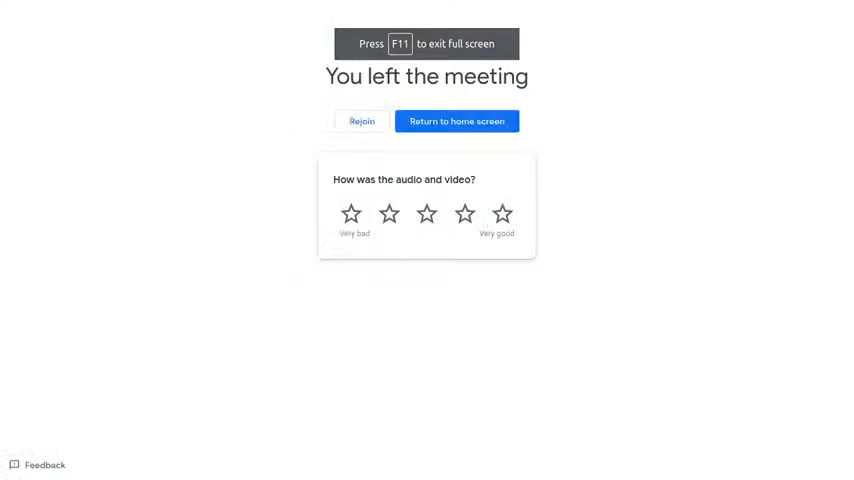 Press F11 to exit full screen
You left the meeting
Rejoin Return to home screen
How was the audio and video?
Very bad Very good
Feedback